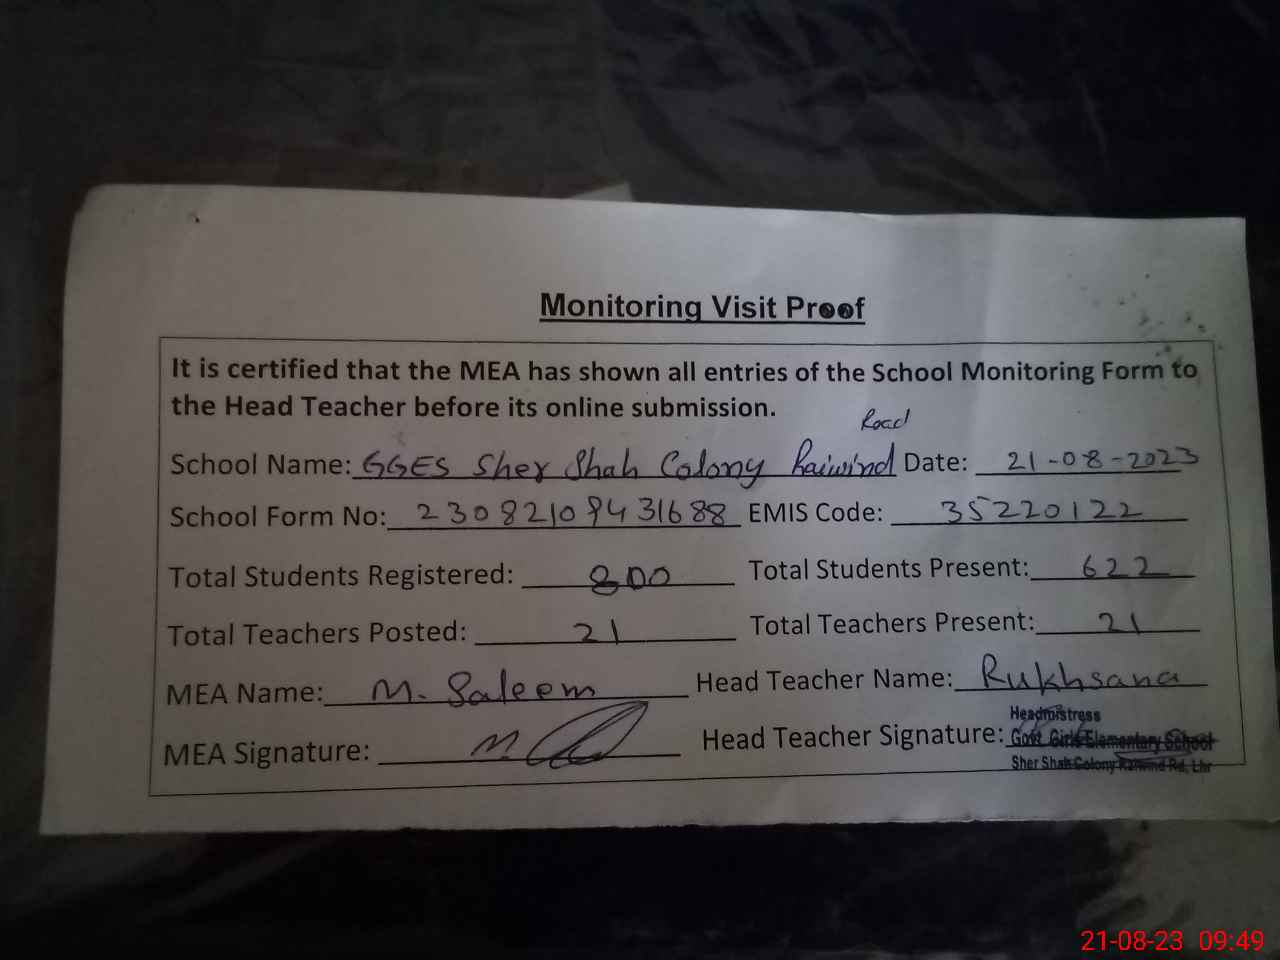 Monitoring Visit Proof
It is certified that the MEA has shown all entries of the School Monitoring Form to
the Head Teacher before its online submission.
Road
School Name: GGES Sher Shah Colony Raiwind Date: 21-08-2023
School Form No: 23082109431688 EMIS Code: 35220122
Total Students Registered: 800 Total Students Present: 622
Total Teachers Posted: 21 Total Teachers Present: 21
MEA Name: M. Saleem Head Teacher Name: Rukhsana
Headmistress
MEA Signature: Head Teacher Signature: Govt. Girls Elementary School
Sher Shah Colony Raiwind Rd, Lhr
21-08-23 09:49